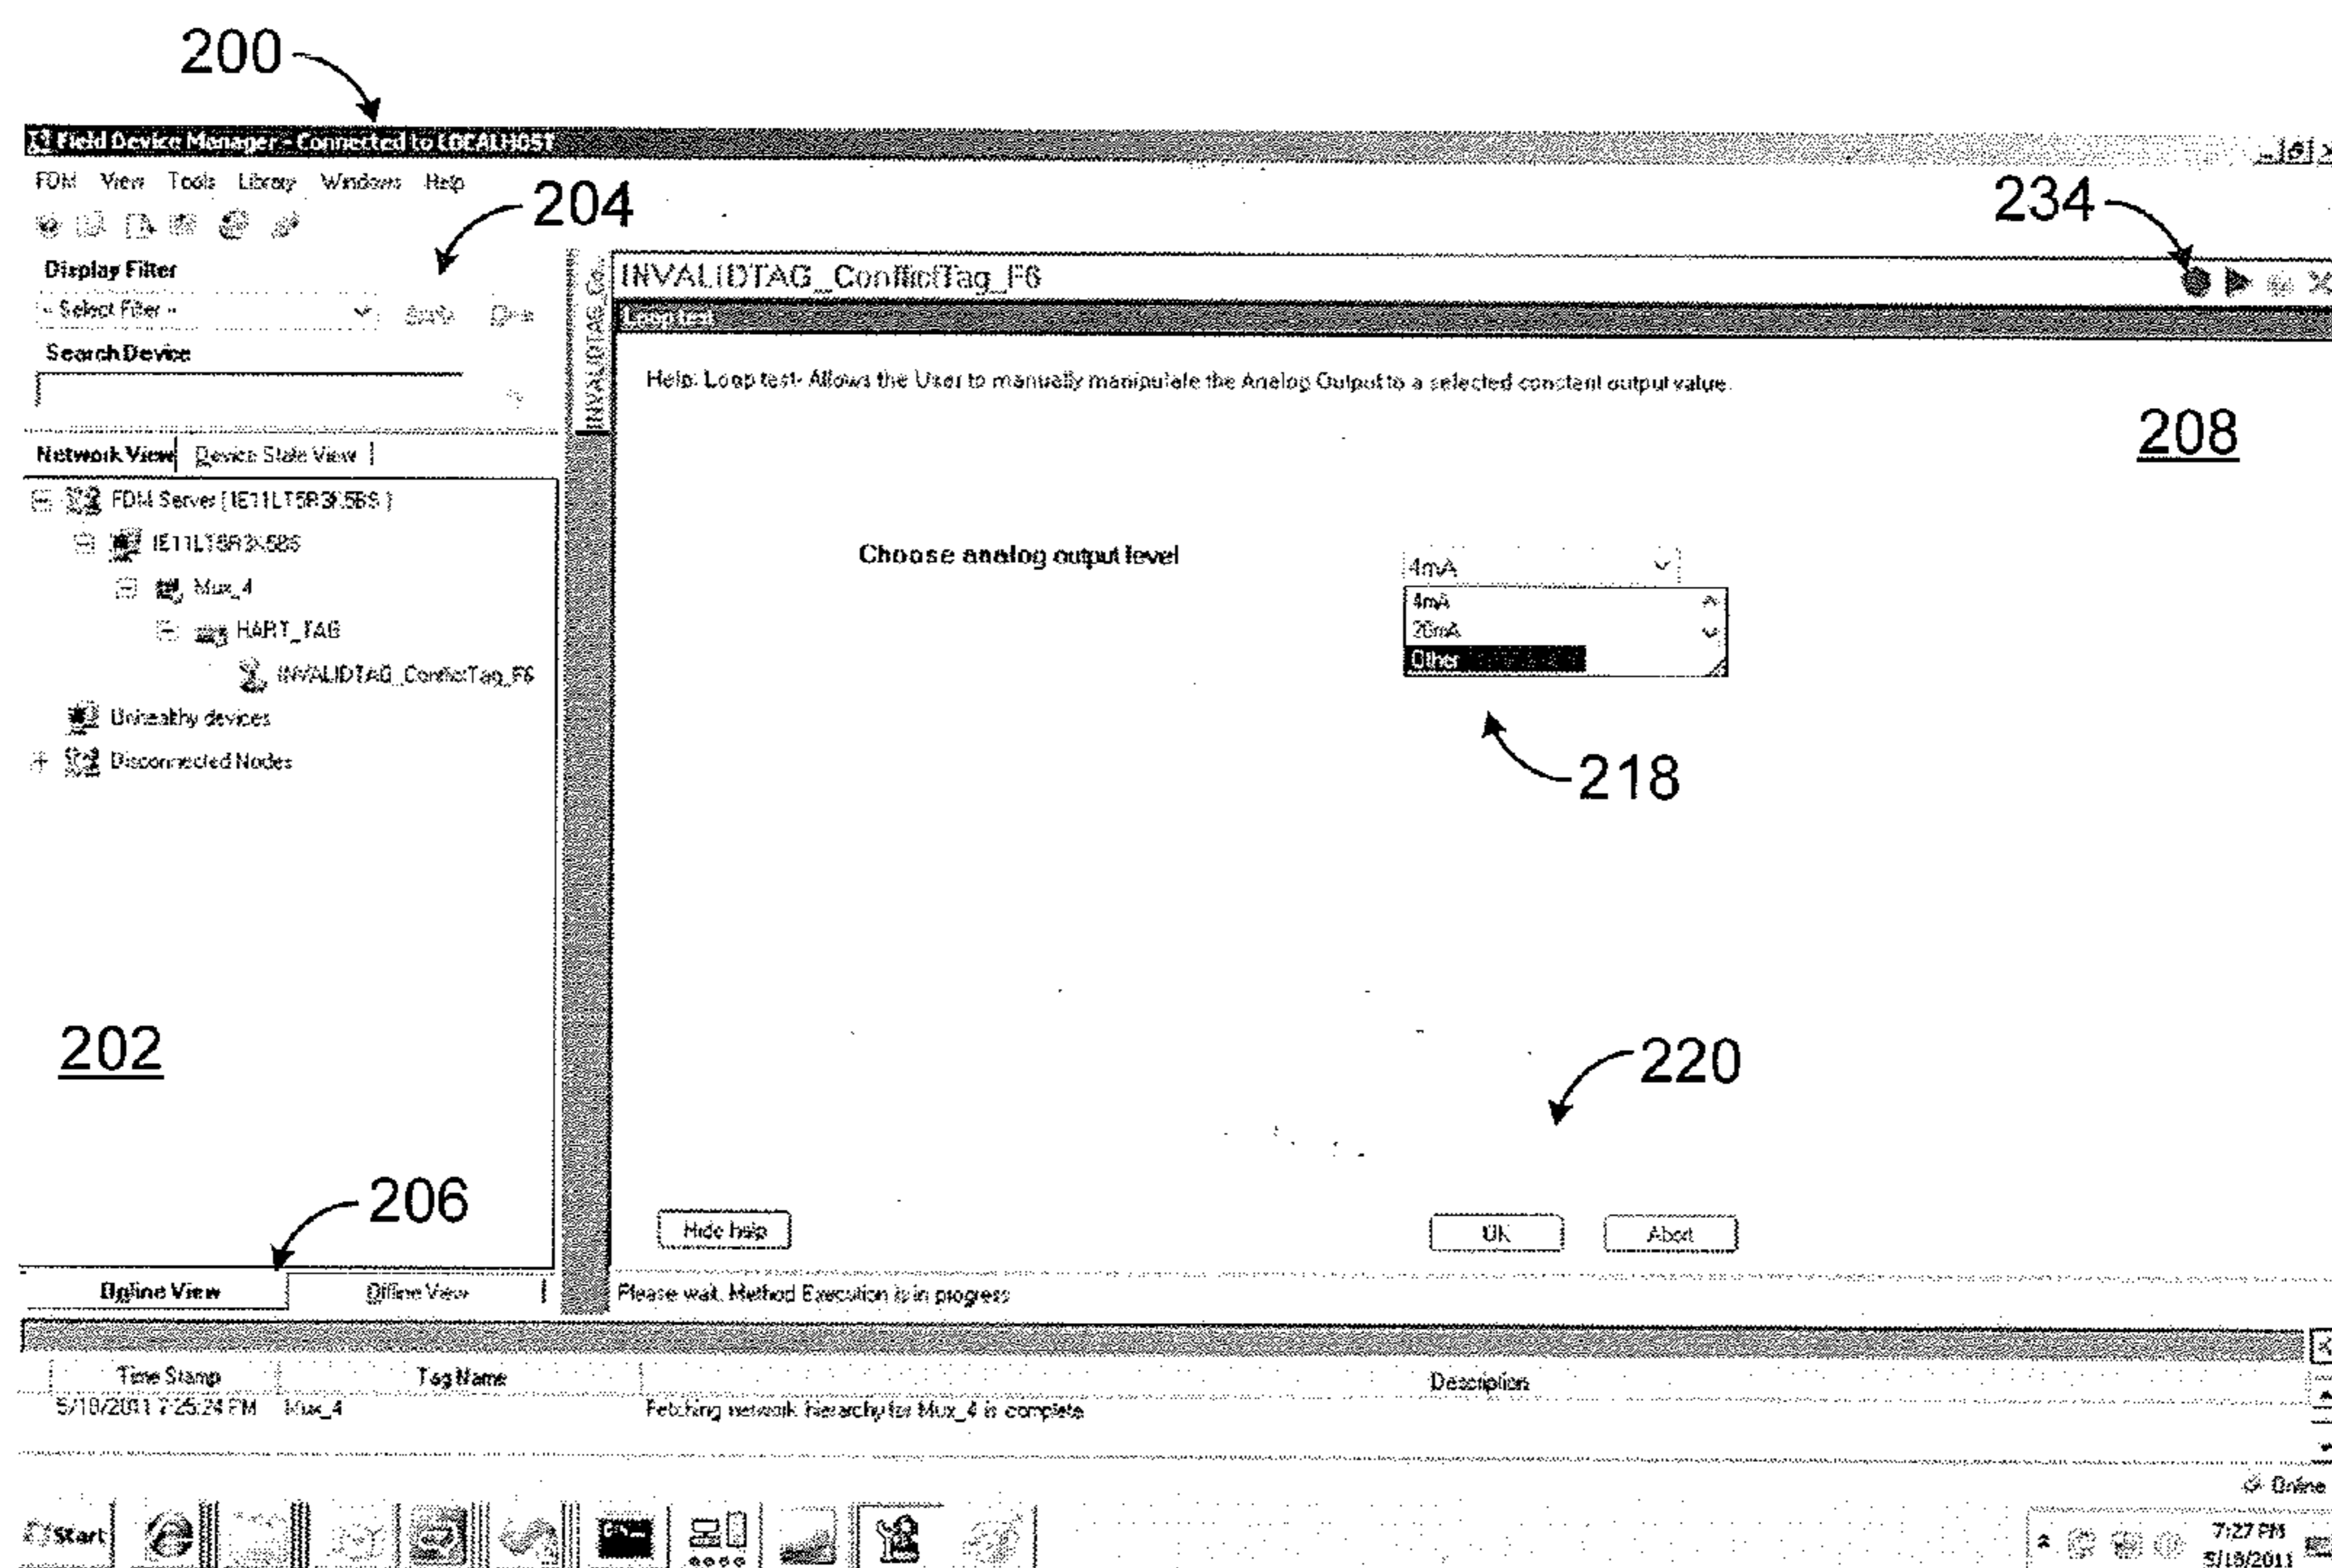 200
Field Device Manager - Connected to LOCALHOST
FDM View Tools Library Windows Help
204
234
Display Filter
- Select Filter -
Search Device
INVALIDTAG_ConflictTag_F6
Loop test
Help: Loop test- Allows the User to manually manipulate the Analog Output to a selected constant output value.
208
Network View Device State View
FDM Server
Mux_4
HART_TAG
INVALIDTAG_ConflictTag_F6
Unhealthy devices
Disconnected Nodes
Choose analog output level
4mA
4mA
20mA
Other
218
202
220
206
Hide help
OK
Abort
Online View
Offline View
Please wait. Method Execution is in progress
Time Stamp
Tag Name
Description
7:25:24 PM
Mux_4
Fetching network hierarchy for Mux_4 is complete
Online
Start
7:27 PM